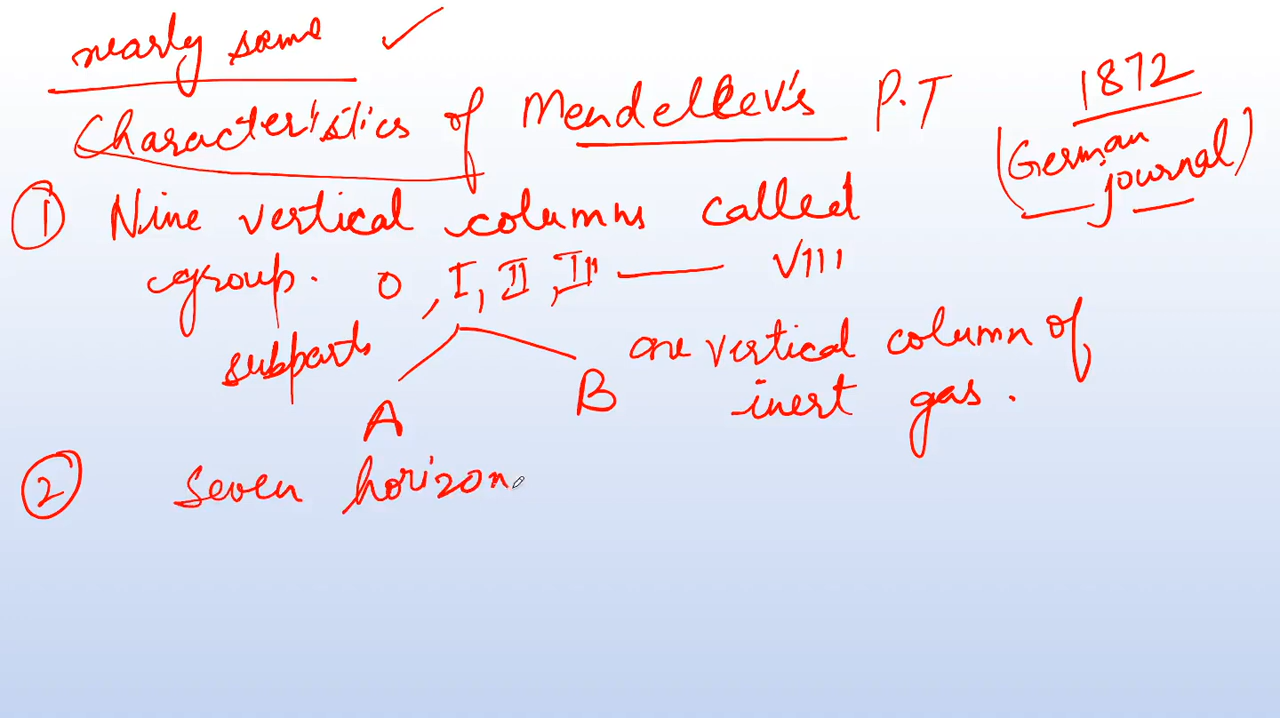 nearly same ✓
Characteristics of Mendeleev's P.T
1872
(German journal)
① Nine vertical columns called
group. 0, I, II, III —— VIII
subparts
A B
one vertical column of
inert gas.
② Seven horizon